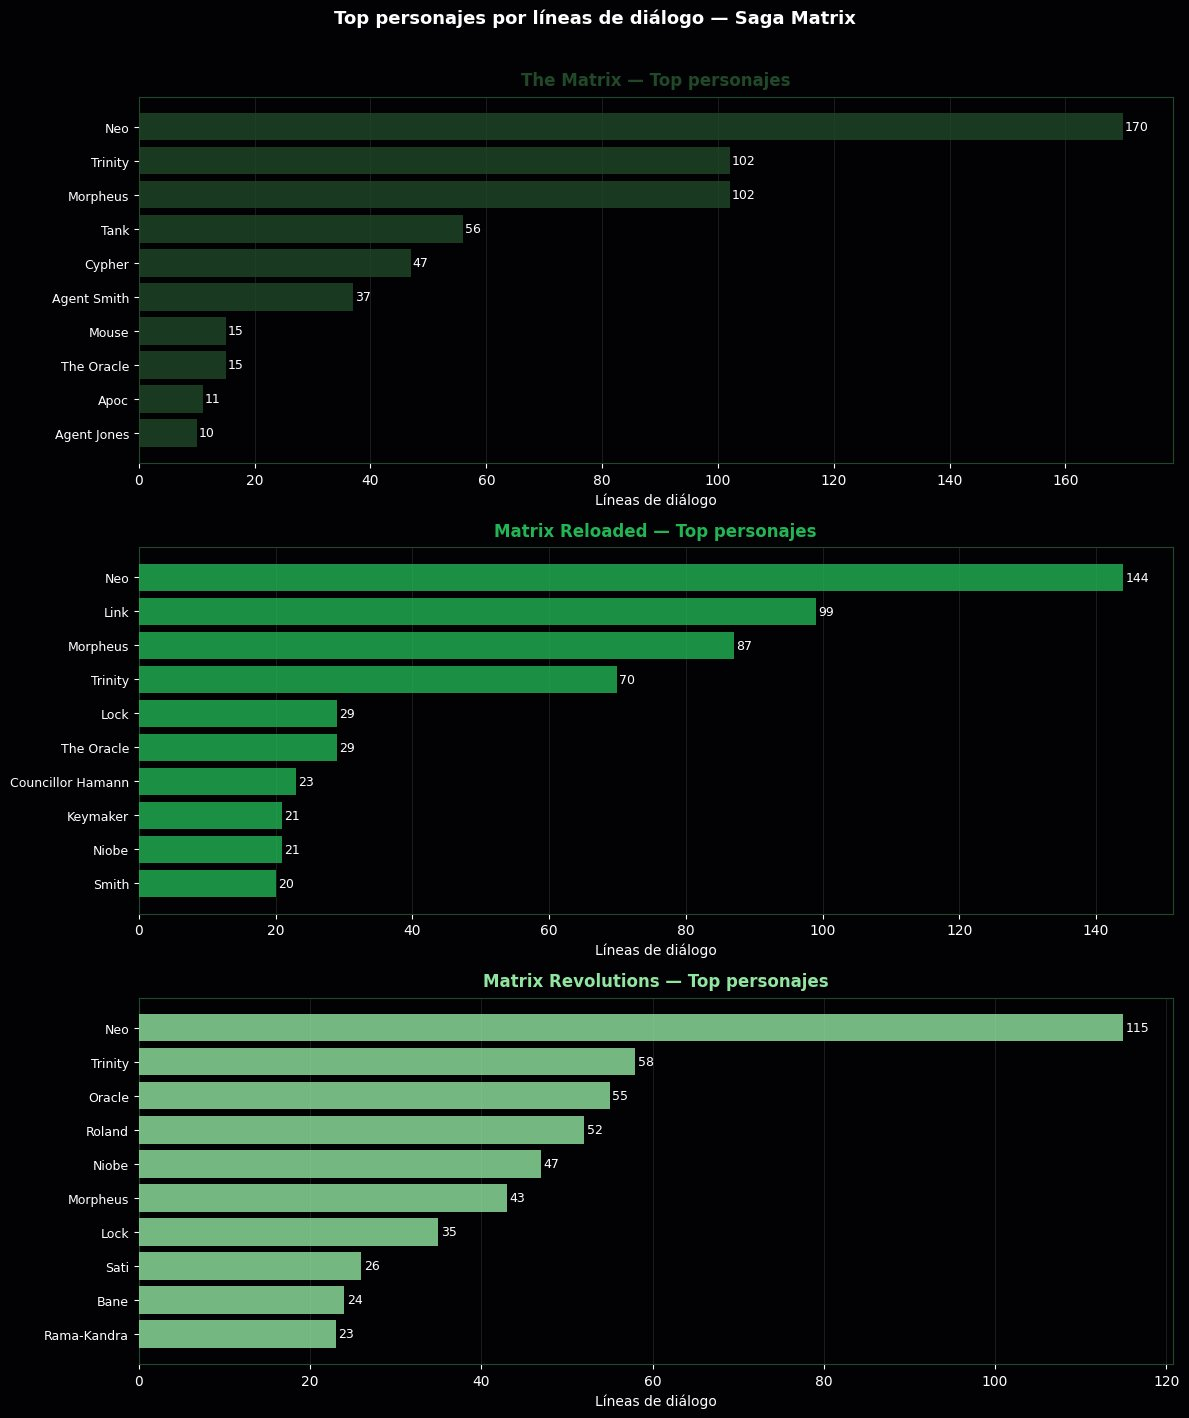 Top personajes por líneas de diálogo — Saga Matrix
The Matrix — Top personajes
Neo 170
Trinity 102
Morpheus 102
Tank 56
Cypher 47
Agent Smith 37
Mouse 15
The Oracle 15
Apoc 11
Agent Jones 10
0 20 40 60 80 100 120 140 160
Líneas de diálogo
Matrix Reloaded — Top personajes
Neo 144
Link 99
Morpheus 87
Trinity 70
Lock 29
The Oracle 29
Councillor Hamann 23
Keymaker 21
Niobe 21
Smith 20
0 20 40 60 80 100 120 140
Líneas de diálogo
Matrix Revolutions — Top personajes
Neo 115
Trinity 58
Oracle 55
Roland 52
Niobe 47
Morpheus 43
Lock 35
Sati 26
Bane 24
Rama-Kandra 23
0 20 40 60 80 100 120
Líneas de diálogo